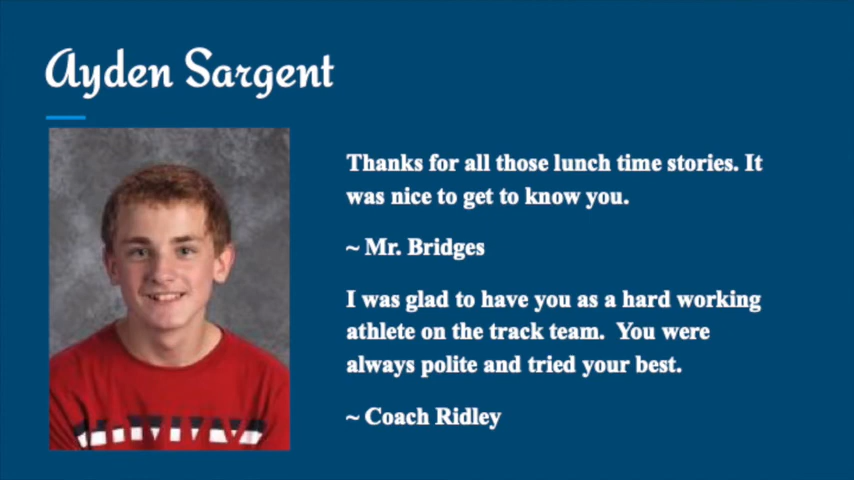 Ayden Sargent
Thanks for all those lunch time stories. It
was nice to get to know you.
~ Mr. Bridges
I was glad to have you as a hard working
athlete on the track team.  You were
always polite and tried your best.
~ Coach Ridley